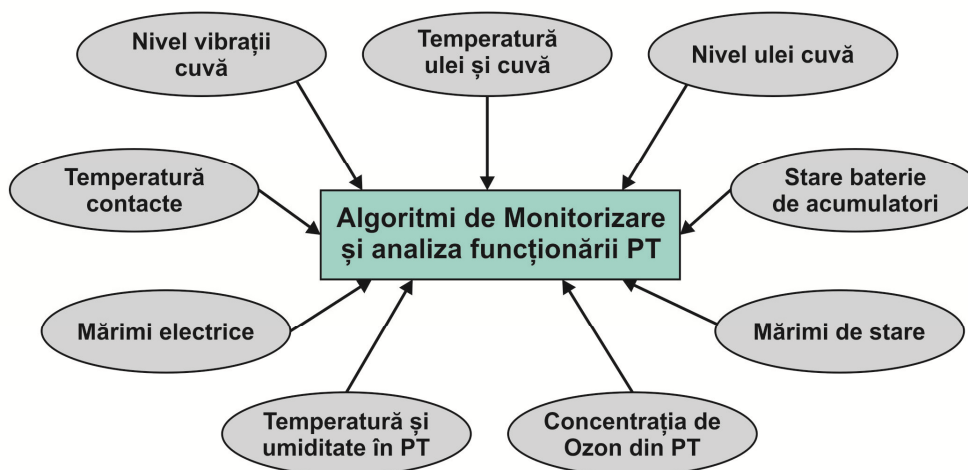 Nivel vibrații
cuvă
Temperatură
ulei și cuvă
Nivel ulei cuvă
Temperatură
contacte
Stare baterie
de acumulatori
Algoritmi de Monitorizare
și analiza funcționării PT
Mărimi electrice
Mărimi de stare
Temperatură și
umiditate în PT
Concentrația de
Ozon din PT